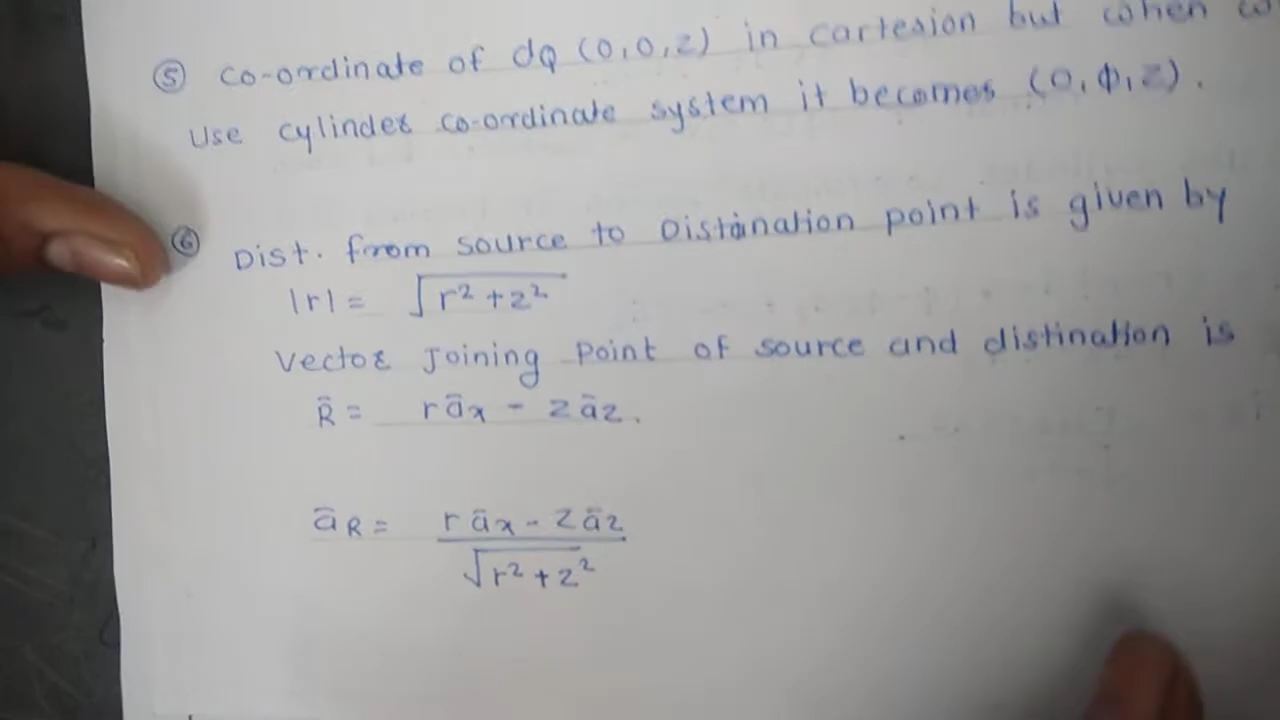 ⑤ co-ordinate of dQ (0,0,z) in cartesion but when
Use cylinder co-ordinate system it becomes (0,Φ,z).
⑥ Dist. from source to Distination point is given by
|r| = √r² + z²
Vector Joining Point of source and distination is
R̄ = r āx - z āz.
āR = r āx - z āz
√r² + z²